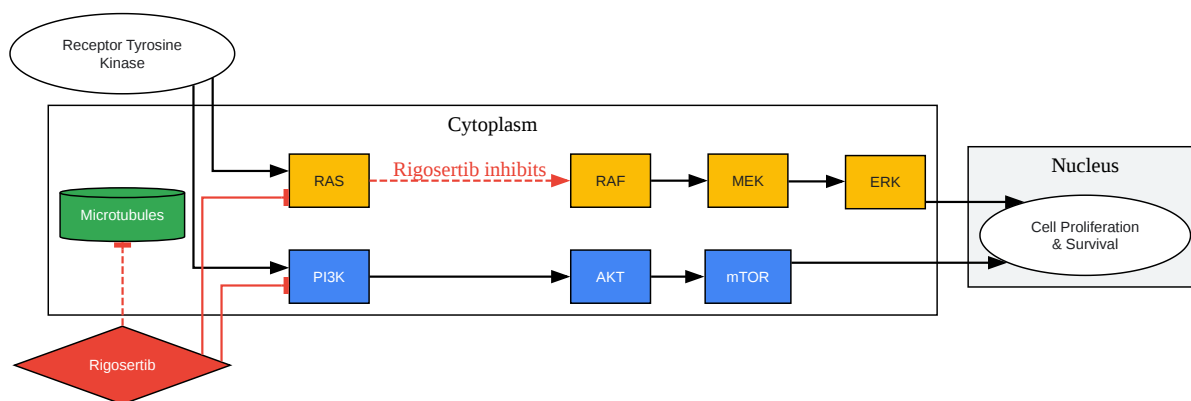 Receptor Tyrosine
Kinase
Cytoplasm
Nucleus
RAS
Rigosertib inhibits
RAF
MEK
ERK
Microtubules
Cell Proliferation
& Survival
PI3K
AKT
mTOR
Rigosertib